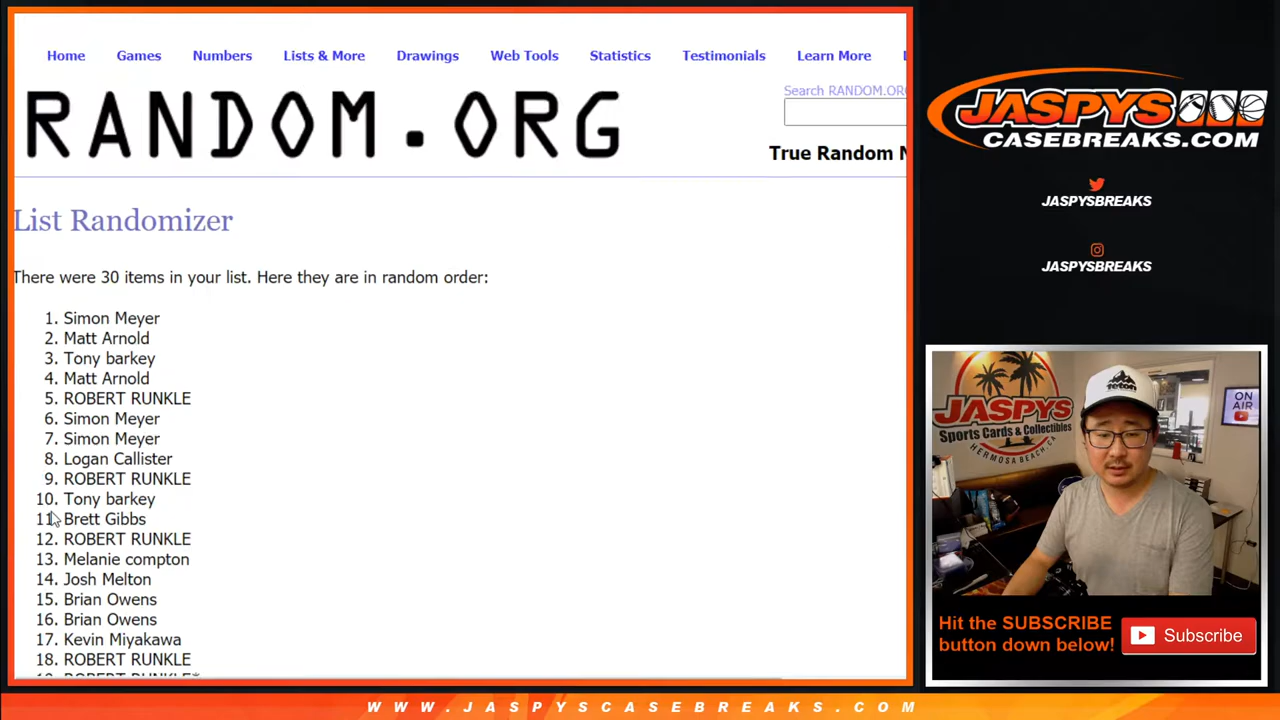 Home Games Numbers Lists & More Drawings Web Tools Statistics Testimonials Learn More
RANDOM.ORG
Search RANDOM.ORG
True Random
List Randomizer
There were 30 items in your list. Here they are in random order:
1. Simon Meyer
2. Matt Arnold
3. Tony barkey
4. Matt Arnold
5. ROBERT RUNKLE
6. Simon Meyer
7. Simon Meyer
8. Logan Callister
9. ROBERT RUNKLE
10. Tony barkey
11. Brett Gibbs
12. ROBERT RUNKLE
13. Melanie compton
14. Josh Melton
15. Brian Owens
16. Brian Owens
17. Kevin Miyakawa
18. ROBERT RUNKLE
JASPYS
CASEBREAKS.COM
JASPYSBREAKS
JASPYSBREAKS
JASPYS
Sports Cards & Collectibles
HERMOSA BEACH, CA
Teton
ON AIR
Hit the SUBSCRIBE
button down below!
Subscribe
WWW.JASPYSCASEBREAKS.COM